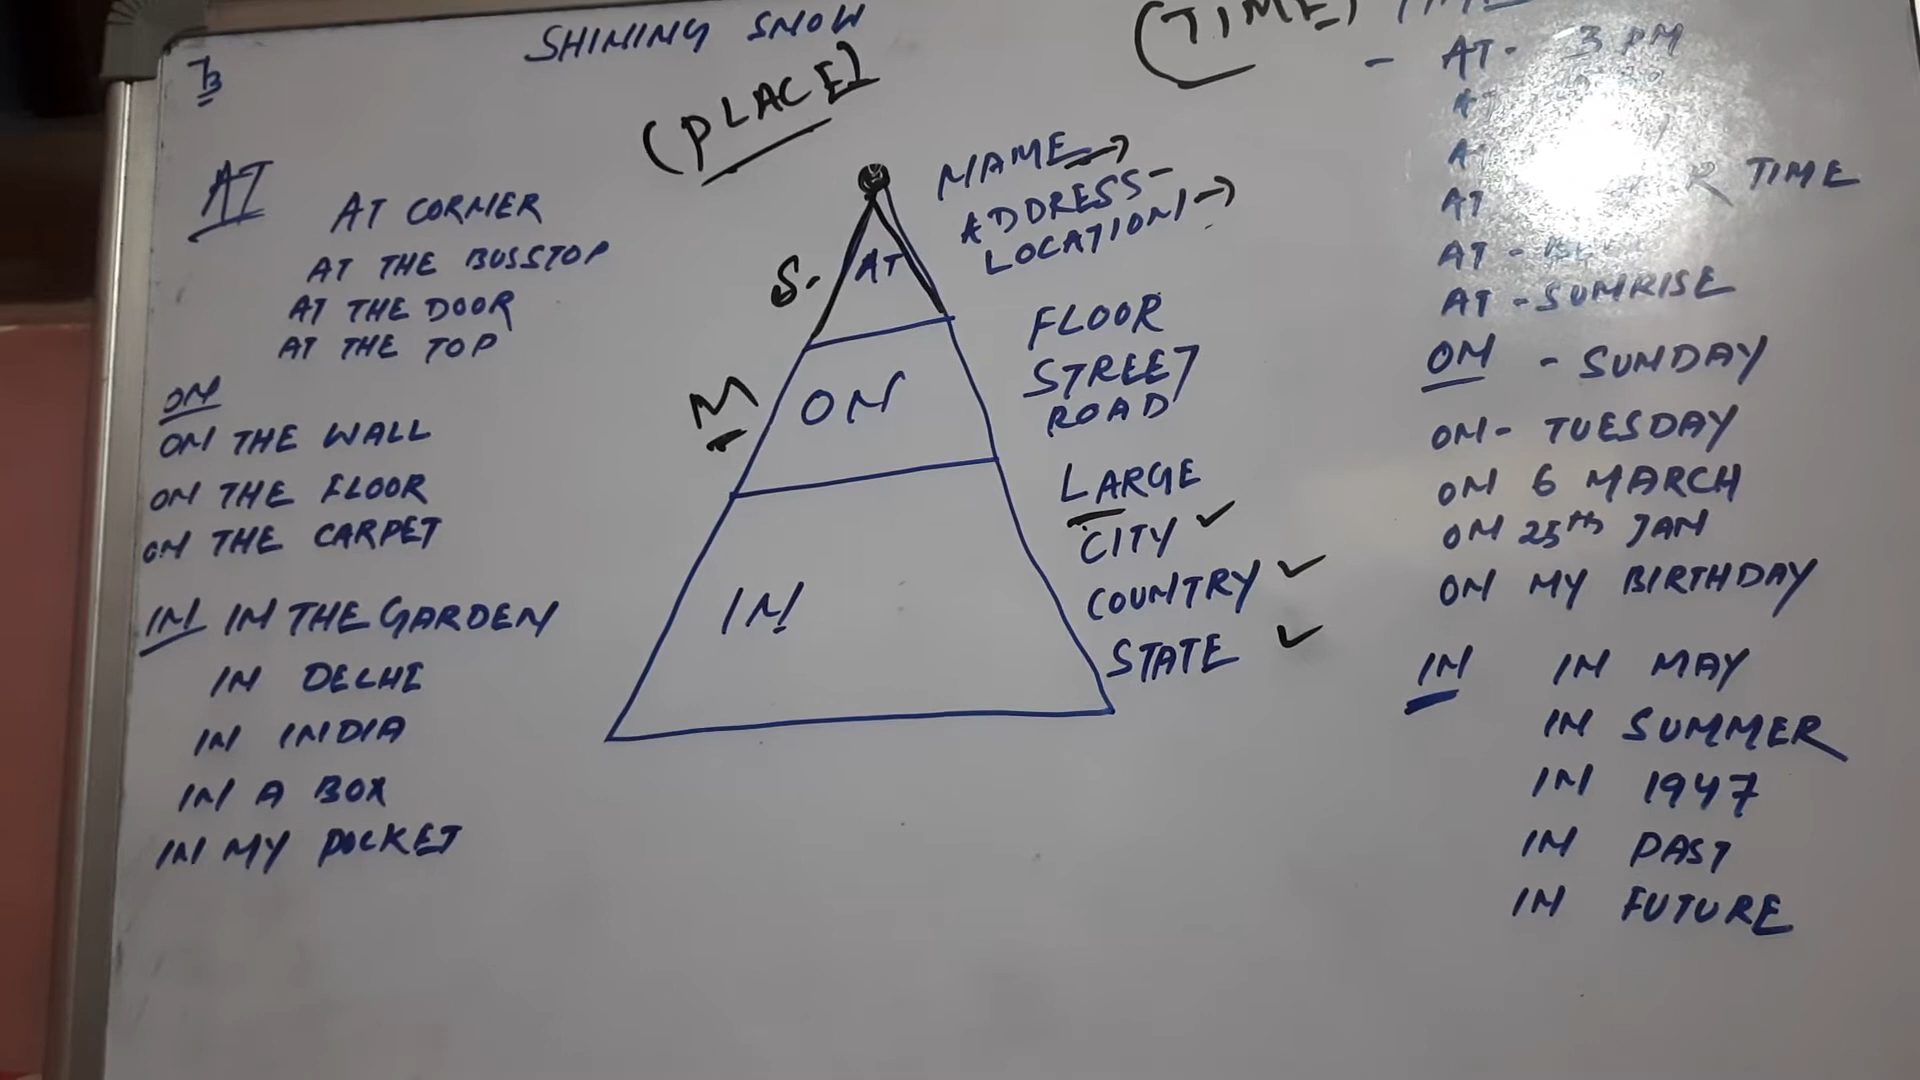 SHINING SNOW
7B
(PLACE)
AT
AT CORNER
AT THE BUSSTOP
AT THE DOOR
AT THE TOP
ON
ON THE WALL
ON THE FLOOR
ON THE CARPET
IN IN THE GARDEN
IN DELHI
IN INDIA
IN A BOX
IN MY POCKET
S.
AT
M
ON
IN
NAME →
ADDRESS -
LOCATION →
FLOOR
STREET
ROAD
LARGE
CITY ✓
COUNTRY ✓
STATE ✓
(TIME)
- AT - 3 PM
AT
AT
AT TIME
AT -
AT - SUNRISE
ON - SUNDAY
ON - TUESDAY
ON 6 MARCH
ON 25th JAN
ON MY BIRTHDAY
IN IN MAY
IN SUMMER
IN 1947
IN PAST
IN FUTURE